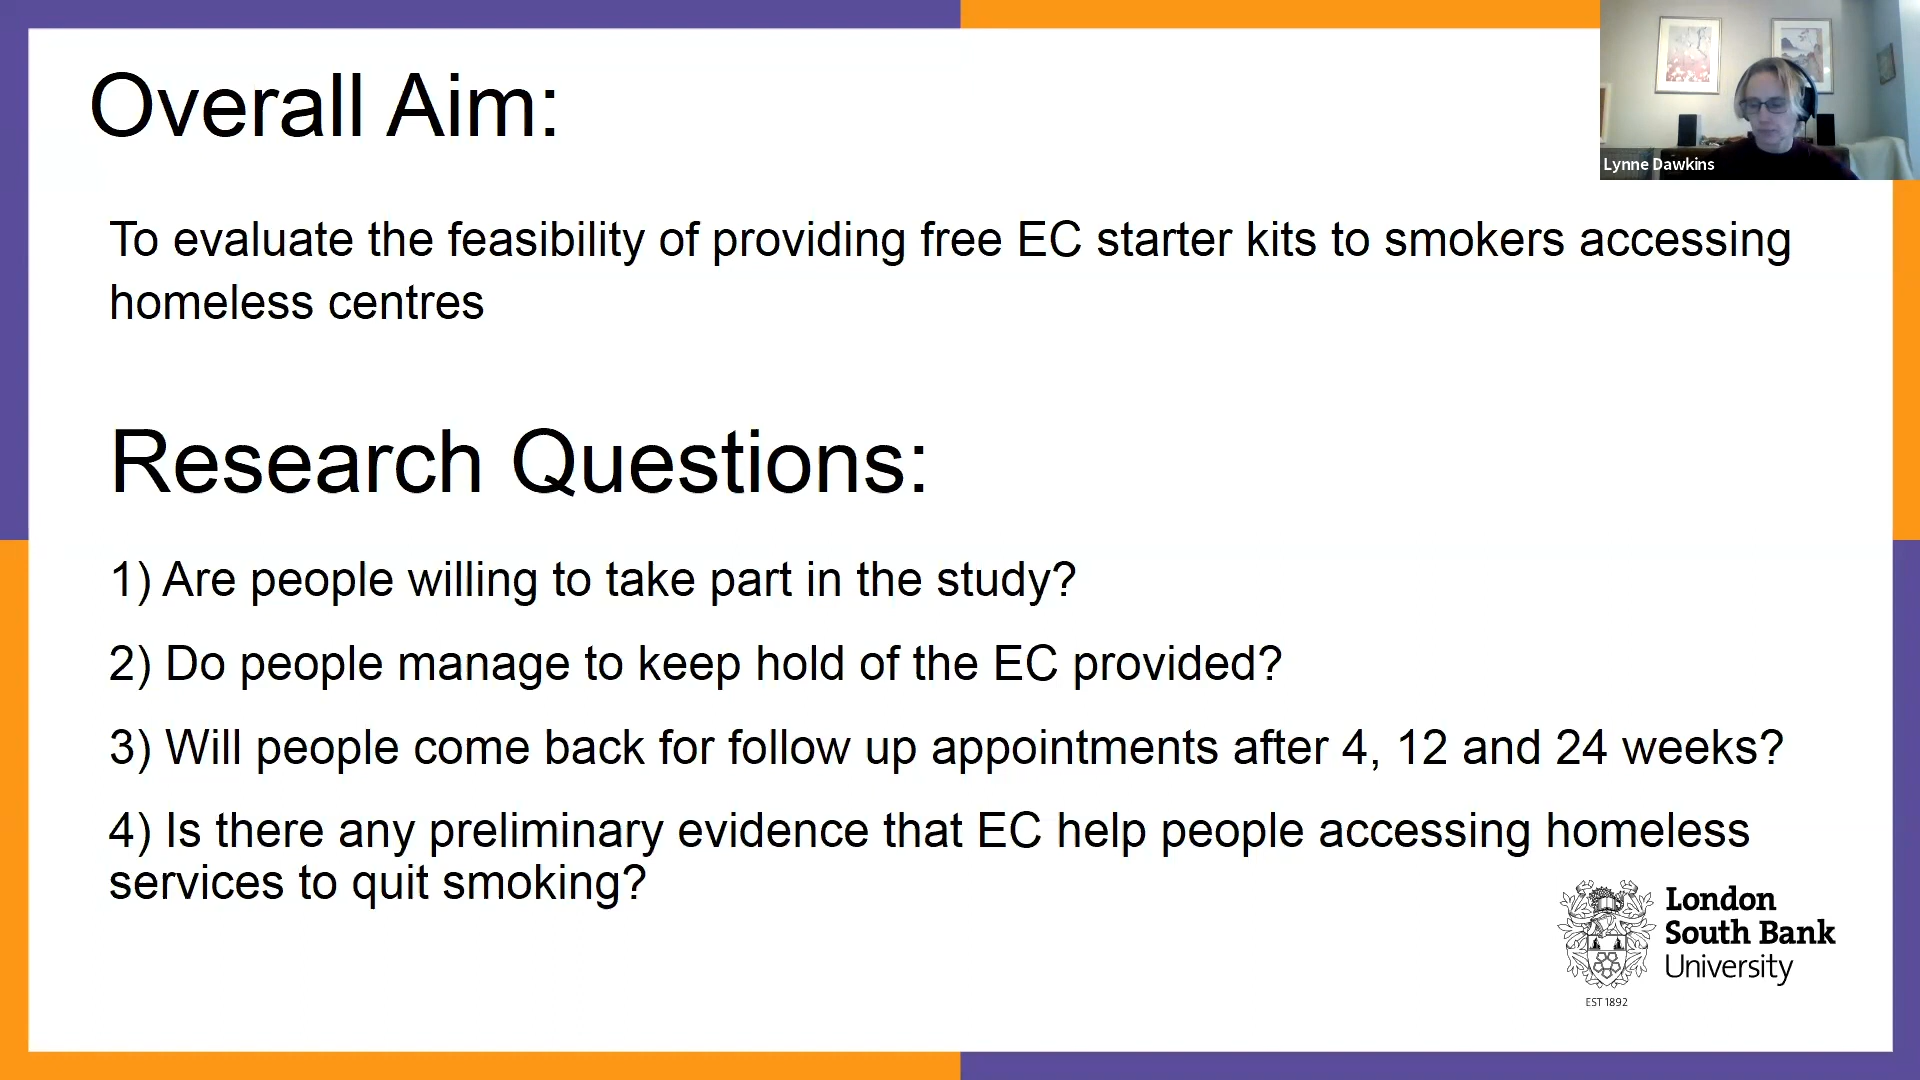 Overall Aim:
To evaluate the feasibility of providing free EC starter kits to smokers accessing
homeless centres
Research Questions:
1) Are people willing to take part in the study?
2) Do people manage to keep hold of the EC provided?
3) Will people come back for follow up appointments after 4, 12 and 24 weeks?
4) Is there any preliminary evidence that EC help people accessing homeless
services to quit smoking?
Lynne Dawkins
London
South Bank
University
EST 1892